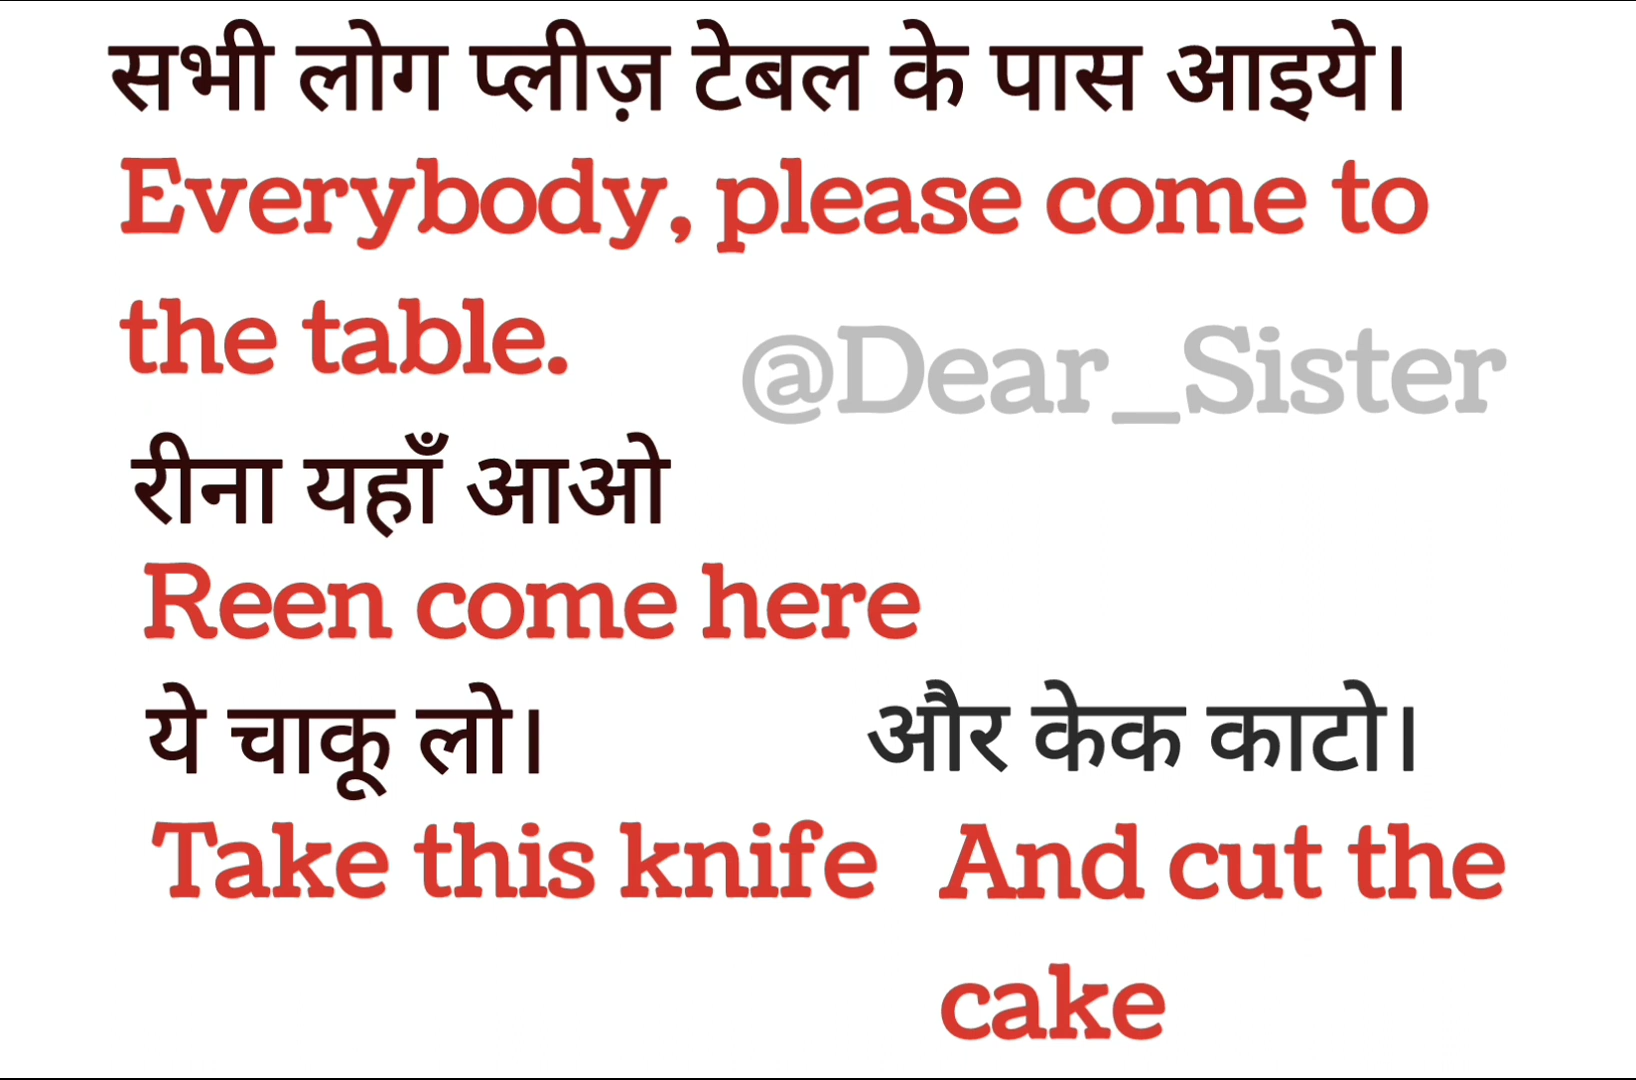 सभी लोग प्लीज़ टेबल के पास आइये।
Everybody, please come to
the table.
@Dear_Sister
रीना यहाँ आओ
Reen come here
ये चाकू लो।
और केक काटो।
Take this knife
And cut the
cake